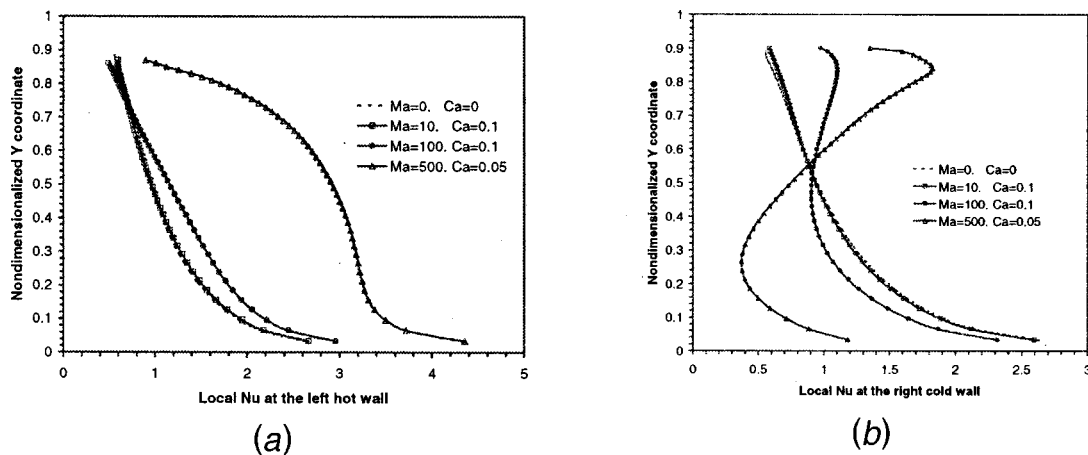 1
0.9
0.8
0.7
0.6
0.5
0.4
0.3
0.2
0.1
0
Nondimensionalized Y coordinate
Ma=0. Ca=0
Ma=10. Ca=0.1
Ma=100. Ca=0.1
Ma=500. Ca=0.05
0 1 2 3 4 5
Local Nu at the left hot wall
(a)
1
0.9
0.8
0.7
0.6
0.5
0.4
0.3
0.2
0.1
0
Nondimensionalized Y coordinate
Ma=0. Ca=0
Ma=10. Ca=0.1
Ma=100. Ca=0.1
Ma=500. Ca=0.05
0 0.5 1 1.5 2 2.5 3
Local Nu at the right cold wall
(b)